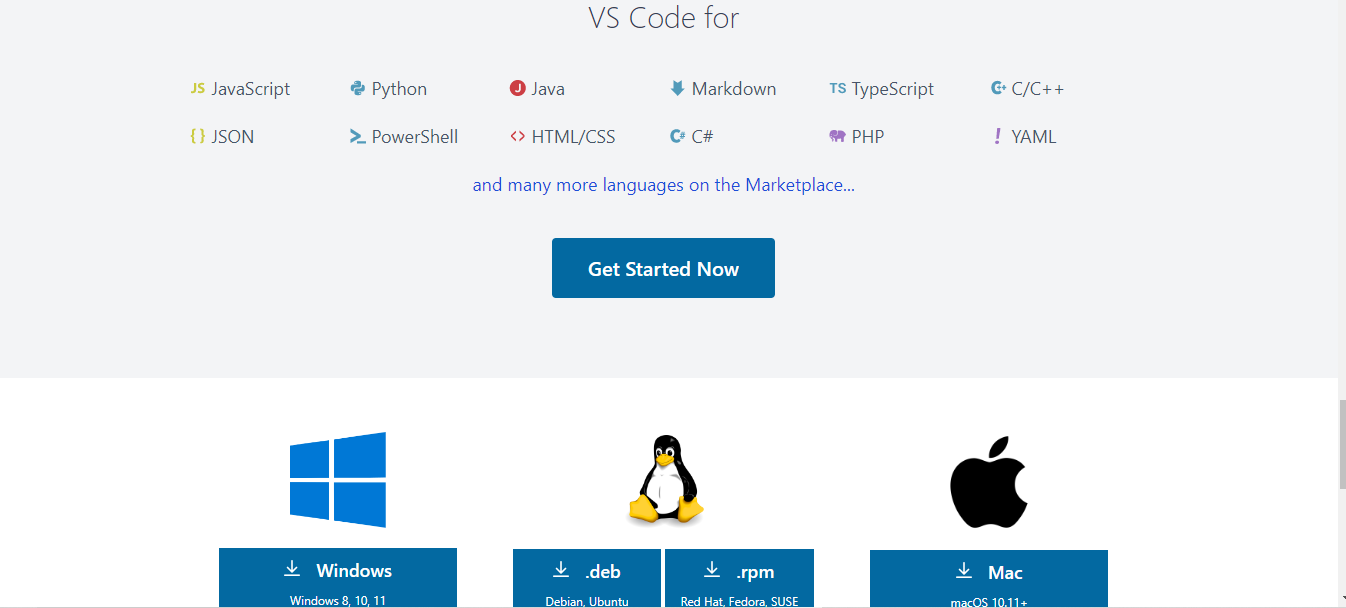 VS Code for
JS JavaScript Python J Java Markdown TS TypeScript C/C++
{} JSON PowerShell <> HTML/CSS C# C# PHP ! YAML
and many more languages on the Marketplace...
Get Started Now
Windows .deb .rpm Mac
Windows 8, 10, 11 Debian, Ubuntu Red Hat, Fedora, SUSE macOS 10.11+